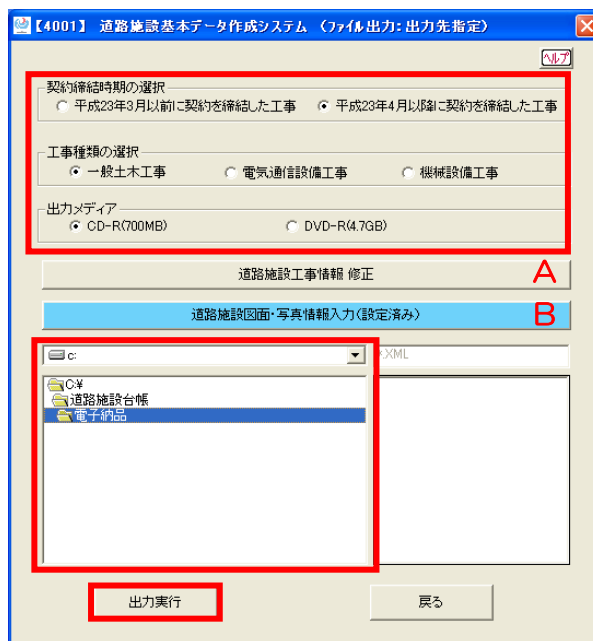 【4001】 道路施設基本データ作成システム （ファイル出力：出力先指定）
ヘルプ
契約締結時期の選択
平成23年3月以前に契約を締結した工事 平成23年4月以降に契約を締結した工事
工事種類の選択
一般土木工事 電気通信設備工事 機械設備工事
出力メディア
CD-R(700MB) DVD-R(4.7GB)
道路施設工事情報 修正 A
道路施設図面・写真情報入力(設定済み) B
c: .XML
C:¥
道路施設台帳
電子納品
出力実行 戻る